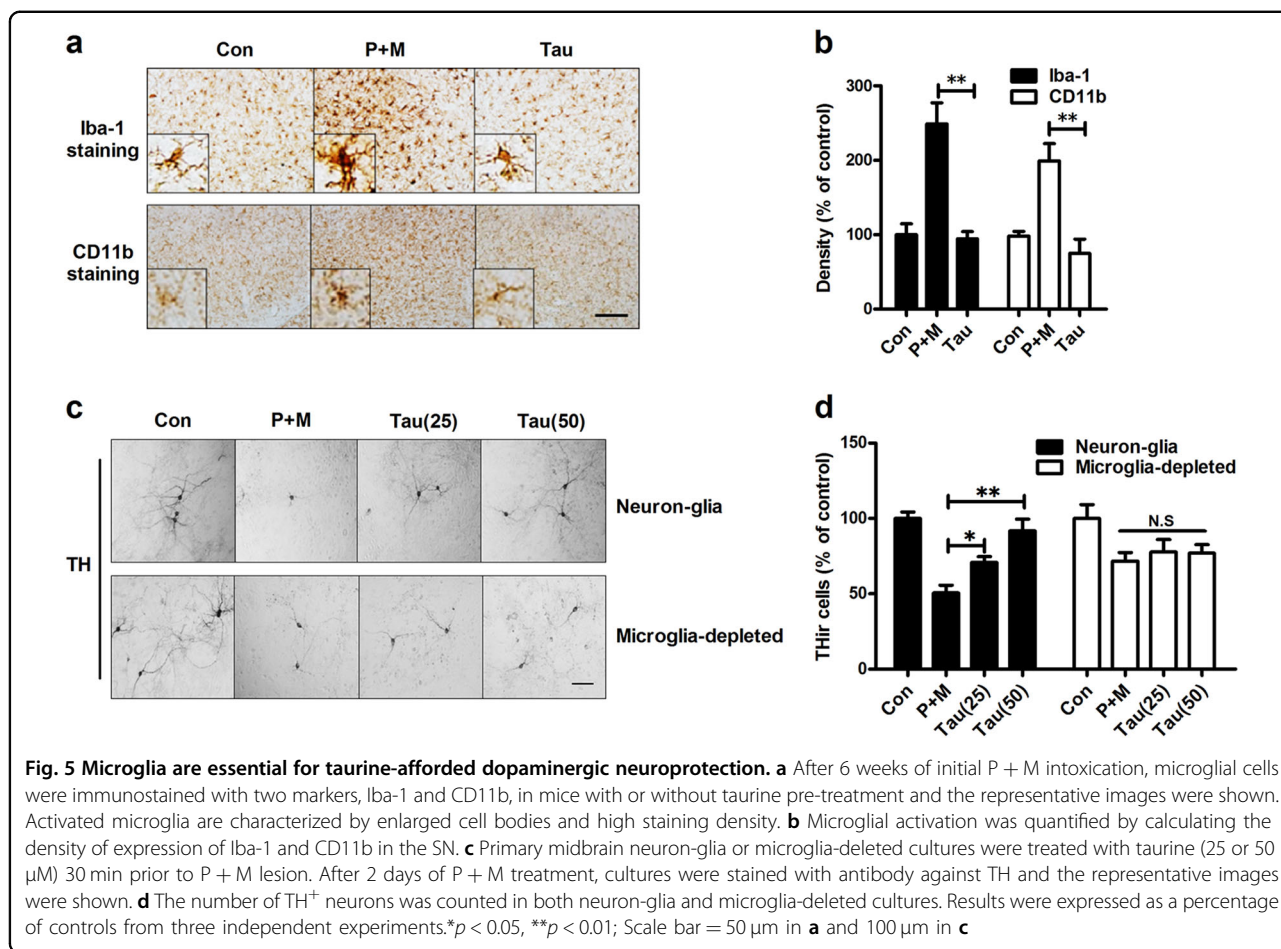 a
Con P+M Tau
Iba-1
staining
CD11b
staining
b
Iba-1
CD11b
** **
Density (% of control)
300
200
100
0
Con P+M Tau Con P+M Tau
c
Con P+M Tau(25) Tau(50)
TH
Neuron-glia
Microglia-depleted
d
Neuron-glia
Microglia-depleted
**
*
N.S
THir cells (% of control)
150
100
50
0
Con P+M Tau(25) Tau(50) Con P+M Tau(25) Tau(50)
Fig. 5 Microglia are essential for taurine-afforded dopaminergic neuroprotection. a After 6 weeks of initial P + M intoxication, microglial cells
were immunostained with two markers, Iba-1 and CD11b, in mice with or without taurine pre-treatment and the representative images were shown.
Activated microglia are characterized by enlarged cell bodies and high staining density. b Microglial activation was quantified by calculating the
density of expression of Iba-1 and CD11b in the SN. c Primary midbrain neuron-glia or microglia-deleted cultures were treated with taurine (25 or 50
μM) 30 min prior to P + M lesion. After 2 days of P + M treatment, cultures were stained with antibody against TH and the representative images
were shown. d The number of TH+ neurons was counted in both neuron-glia and microglia-deleted cultures. Results were expressed as a percentage
of controls from three independent experiments.*p < 0.05, **p < 0.01; Scale bar = 50 μm in a and 100 μm in c